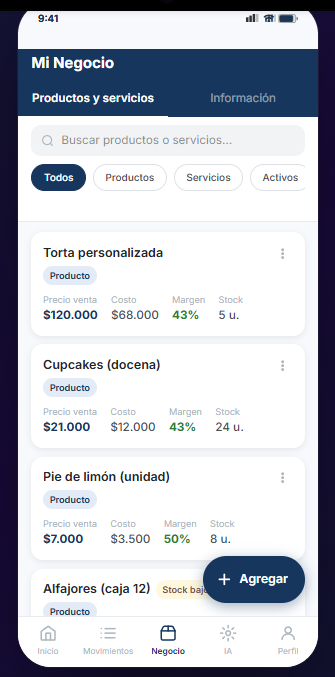 9:41
Mi Negocio
Productos y servicios Información
Buscar productos o servicios...
Todos Productos Servicios Activos
Torta personalizada
Producto
Precio venta Costo Margen Stock
$120.000 $68.000 43% 5 u.
Cupcakes (docena)
Producto
Precio venta Costo Margen Stock
$21.000 $12.000 43% 24 u.
Pie de limón (unidad)
Producto
Precio venta Costo Margen Stock
$7.000 $3.500 50% 8 u.
+ Agregar
Alfajores (caja 12) Stock
Producto
Inicio Movimientos Negocio IA Perfil